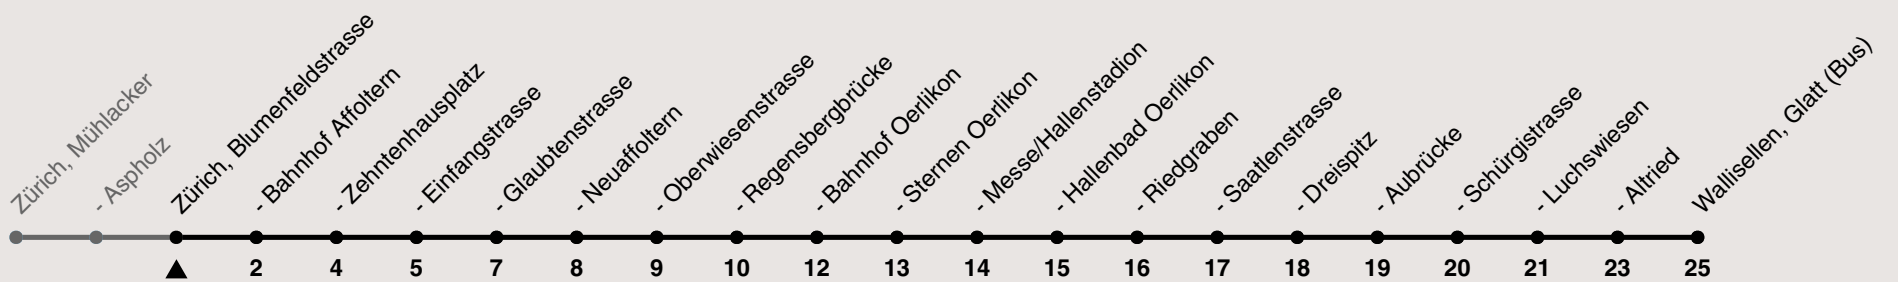 Zürich, Mühlacker
- Aspholz
Zürich, Blumenfeldstrasse
- Bahnhof Affoltern
- Zehntenhausplatz
- Einfangstrasse
- Glaubtenstrasse
- Neuaffoltern
- Oberwiesenstrasse
- Regensbergbrücke
- Bahnhof Oerlikon
- Sternen Oerlikon
- Messe/Hallenstadion
- Hallenbad Oerlikon
- Riedgraben
- Saatlenstrasse
- Dreispitz
- Aubrücke
- Schürgistrasse
- Luchswiesen
- Altried
Wallisellen, Glatt (Bus)
2 4 5 7 8 9 10 12 13 14 15 16 17 18 19 20 21 23 25